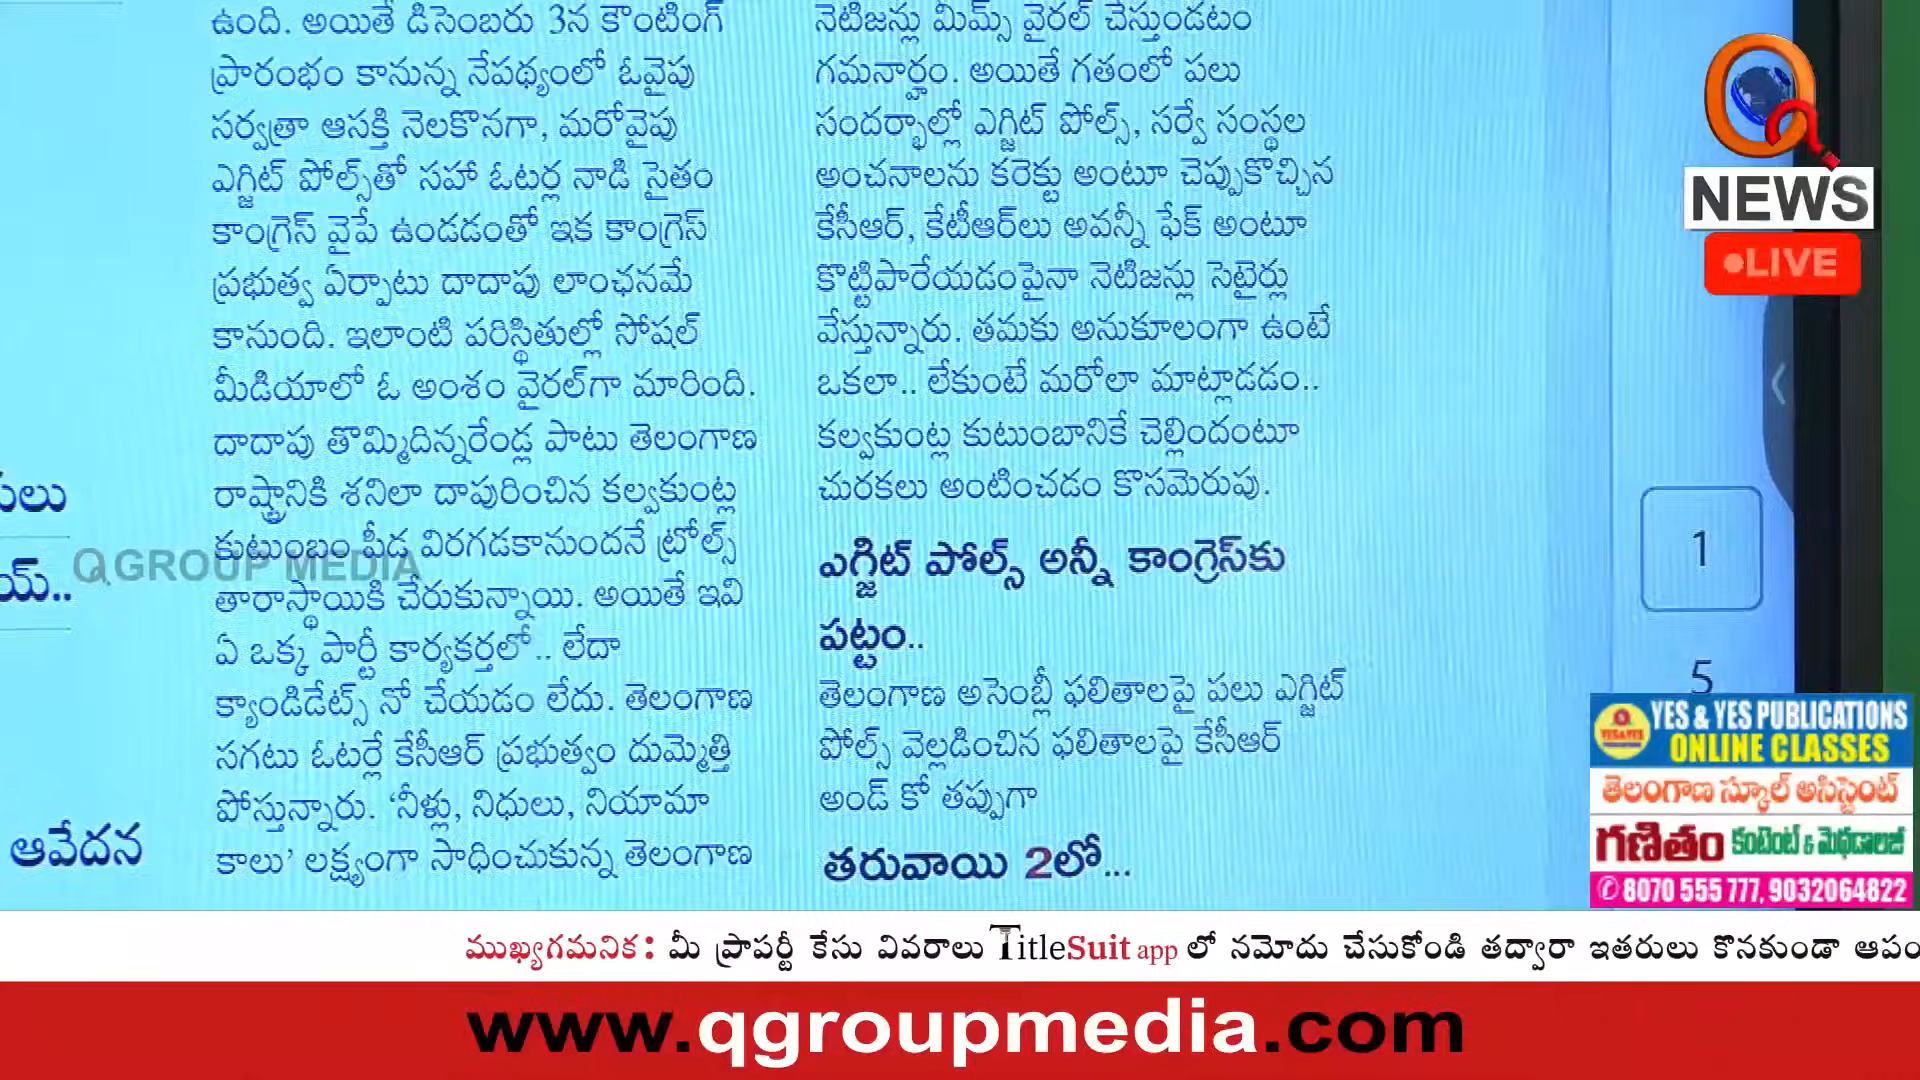 ఉంది. అయితే డిసెంబరు 3న కౌంటింగ్
ప్రారంభం కానున్న నేపథ్యంలో ఓవైపు
సర్వత్రా ఆసక్తి నెలకొనగా, మరోవైపు
ఎగ్జిట్ పోల్స్‌తో సహా ఓటర్ల నాడి సైతం
కాంగ్రెస్ వైపే ఉండడంతో ఇక కాంగ్రెస్
ప్రభుత్వ ఏర్పాటు దాదాపు లాంఛనమే
కానుంది. ఇలాంటి పరిస్థితుల్లో సోషల్
మీడియాలో ఓ అంశం వైరల్‌గా మారింది.
దాదాపు తొమ్మిదిన్నరేండ్ల పాటు తెలంగాణ
రాష్ట్రానికి శనిలా దాపురించిన కల్వకుంట్ల
కుటుంబం పీడ విరగడకానుందనే ట్రోల్స్
తారాస్థాయికి చేరుకున్నాయి. అయితే ఇవి
ఏ ఒక్క పార్టీ కార్యకర్తలో.. లేదా
క్యాండిడేట్స్ నో చేయడం లేదు. తెలంగాణ
సగటు ఓటర్లే కేసీఆర్ ప్రభుత్వం దుమ్మెత్తి
పోస్తున్నారు. ‘నీళ్లు, నిధులు, నియామా
కాలు’ లక్ష్యంగా సాధించుకున్న తెలంగాణ
నెటిజన్లు మీమ్స్ వైరల్ చేస్తుండటం
గమనార్హం. అయితే గతంలో పలు
సందర్భాల్లో ఎగ్జిట్ పోల్స్, సర్వే సంస్థల
అంచనాలను కరెక్టు అంటూ చెప్పుకొచ్చిన
కేసీఆర్, కేటీఆర్‌లు అవన్నీ ఫేక్ అంటూ
కొట్టిపారేయడంపైనా నెటిజన్లు సెటైర్లు
వేస్తున్నారు. తమకు అనుకూలంగా ఉంటే
ఒకలా.. లేకుంటే మరోలా మాట్లాడడం..
కల్వకుంట్ల కుటుంబానికే చెల్లిందంటూ
చురకలు అంటించడం కొసమెరుపు.
ఎగ్జిట్ పోల్స్ అన్నీ కాంగ్రెస్‌కు
పట్టం..
తెలంగాణ అసెంబ్లీ ఫలితాలపై పలు ఎగ్జిట్
పోల్స్ వెల్లడించిన ఫలితాలపై కేసీఆర్
అండ్ కో తప్పుగా
తరువాయి 2లో...
ఆవేదన
Q GROUP MEDIA
NEWS
LIVE
1
5
YES & YES PUBLICATIONS
ONLINE CLASSES
తెలంగాణ స్కూల్ అసిస్టెంట్
గణితం కంటెంట్ & మెథడాలజీ
8070 555 777, 9032064822
ముఖ్యగమనిక: మీ ప్రాపర్టీ కేసు వివరాలు TitleSuit app లో నమోదు చేసుకోండి తద్వారా ఇతరులు కొనకుండా
www.qgroupmedia.com